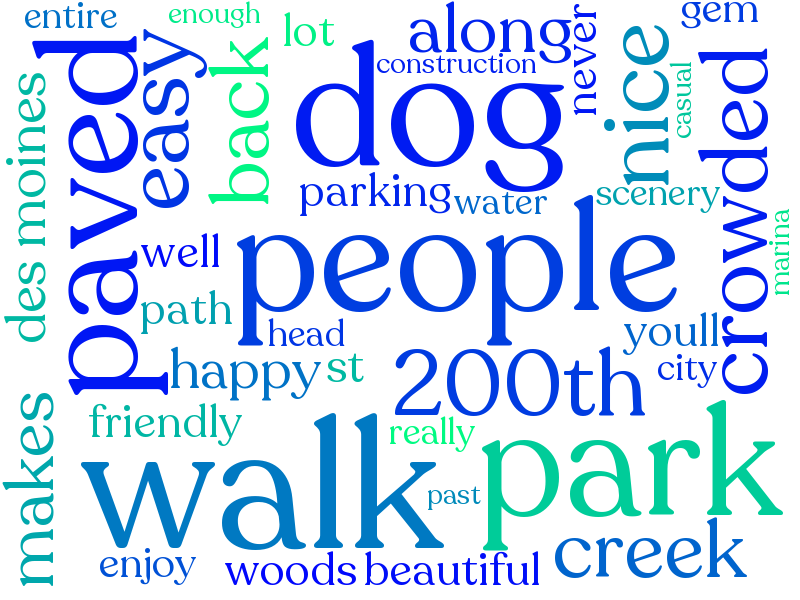 entire
enough
lot
along
never
gem
paved
easy
back
dog
construction
nice
casual
crowded
des moines
parking
water
scenery
marina
well
people
path
head
youll
happy
st
200th
city
makes
friendly
really
park
walk
past
creek
enjoy
woods
beautiful